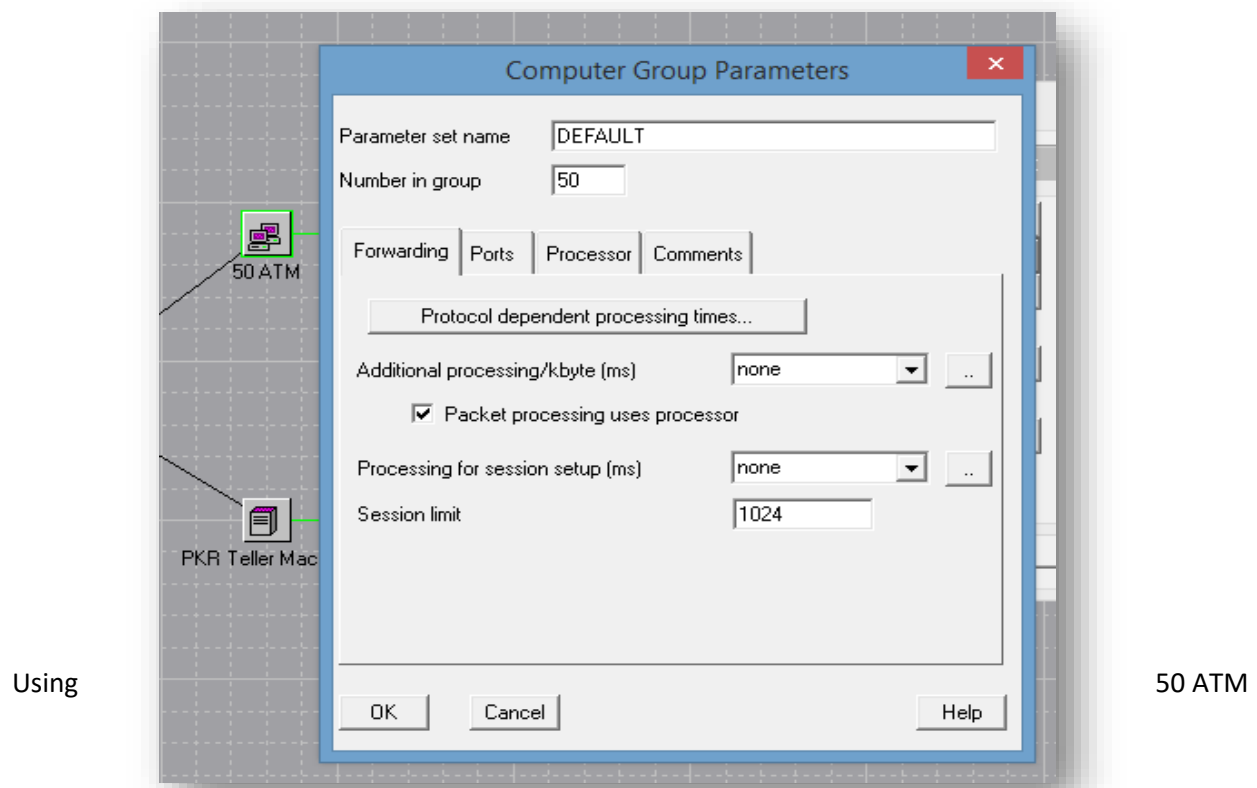 Computer Group Parameters
Parameter set name DEFAULT
Number in group 50
Forwarding Ports Processor Comments
50 ATM
Protocol dependent processing times...
Additional processing/kbyte (ms) none ..
Packet processing uses processor
Processing for session setup (ms) none ..
Session limit 1024
PKR Teller Mac
Using 50 ATM
OK Cancel Help